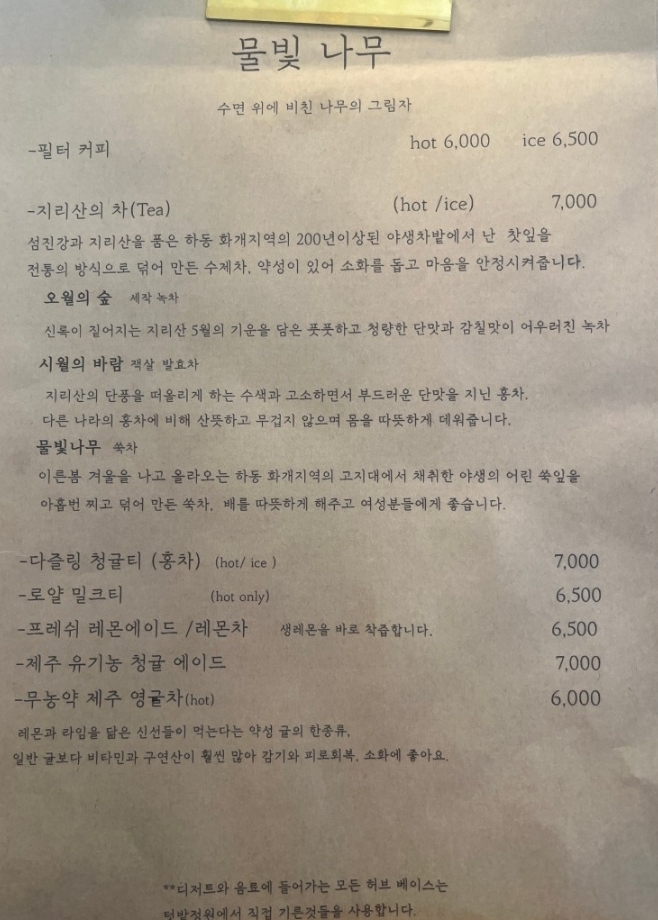 물빛 나무
수면 위에 비친 나무의 그림자
-필터 커피 hot 6,000 ice 6,500
-지리산의 차(Tea) (hot /ice) 7,000
섬진강과 지리산을 품은 하동 화개지역의 200년이상된 야생차밭에서 난 찻잎을
전통의 방식으로 덖어 만든 수제차. 약성이 있어 소화를 돕고 마음을 안정시켜줍니다.
오월의 숲 세작 녹차
신록이 짙어지는 지리산 5월의 기운을 담은 풋풋하고 청량한 단맛과 감칠맛이 어우러진 녹차
시월의 바람 잭살 발효차
지리산의 단풍을 떠올리게 하는 수색과 고소하면서 부드러운 단맛을 지닌 홍차.
다른 나라의 홍차에 비해 산뜻하고 무겁지 않으며 몸을 따뜻하게 데워줍니다.
물빛나무 쑥차
이른봄 겨울을 나고 올라오는 하동 화개지역의 고지대에서 채취한 야생의 어린 쑥잎을
아홉번 찌고 덖어 만든 쑥차. 배를 따뜻하게 해주고 여성분들에게 좋습니다.
-다즐링 청귤티 (홍차) (hot/ ice ) 7,000
-로얄 밀크티 (hot only) 6,500
-프레쉬 레몬에이드 /레몬차 생레몬을 바로 착즙합니다. 6,500
-제주 유기농 청귤 에이드 7,000
-무농약 제주 영귤차(hot) 6,000
레몬과 라임을 닮은 신선들이 먹는다는 약성 귤의 한종류.
일반 귤보다 비타민과 구연산이 훨씬 많아 감기와 피로회복, 소화에 좋아요.
**디저트와 음료에 들어가는 모든 허브 베이스는
텃밭정원에서 직접 기른것들을 사용합니다.